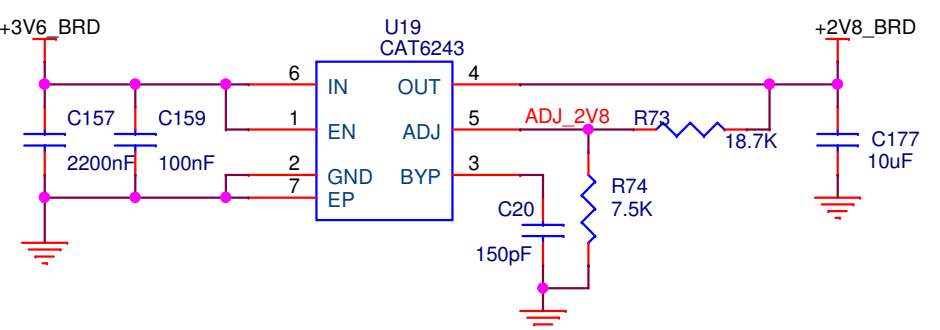 +3V6_BRD
U19
CAT6243
+2V8_BRD
6
IN
OUT
4
C157
C159
1
EN
ADJ
5
ADJ_2V8
R73
18.7K
2200nF
100nF
2
GND
BYP
3
7
EP
C177
10uF
R74
7.5K
C20
150pF